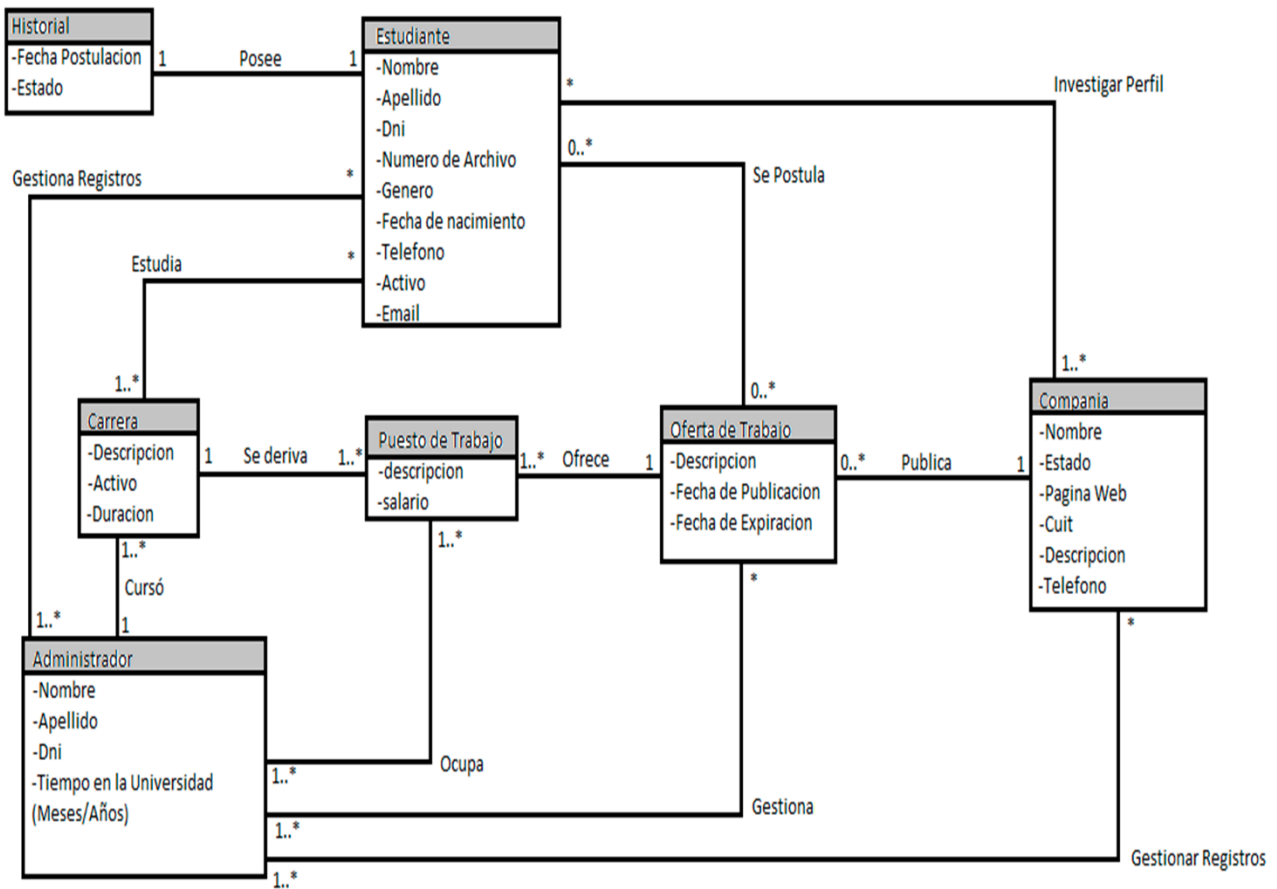 Historial
-Fecha Postulacion
-Estado
1 Posee 1
Estudiante
-Nombre
-Apellido
-Dni
-Numero de Archivo
-Genero
-Fecha de nacimiento
-Telefono
-Activo
-Email
* Investigar Perfil
1..*
0..* Se Postula
0..*
Gestiona Registros *
1..*
Estudia *
1..*
Carrera
-Descripcion
-Activo
-Duracion
1 Se deriva 1..*
Puesto de Trabajo
-descripcion
-salario
1..* Ofrece 1
Oferta de Trabajo
-Descripcion
-Fecha de Publicacion
-Fecha de Expiracion
0..* Publica 1
Compania
-Nombre
-Estado
-Pagina Web
-Cuit
-Descripcion
-Telefono
1..*
Cursó
1
Administrador
-Nombre
-Apellido
-Dni
-Tiempo en la Universidad
(Meses/Años)
1..*
1..* Ocupa
*
1..* Gestiona
*
1..* Gestionar Registros